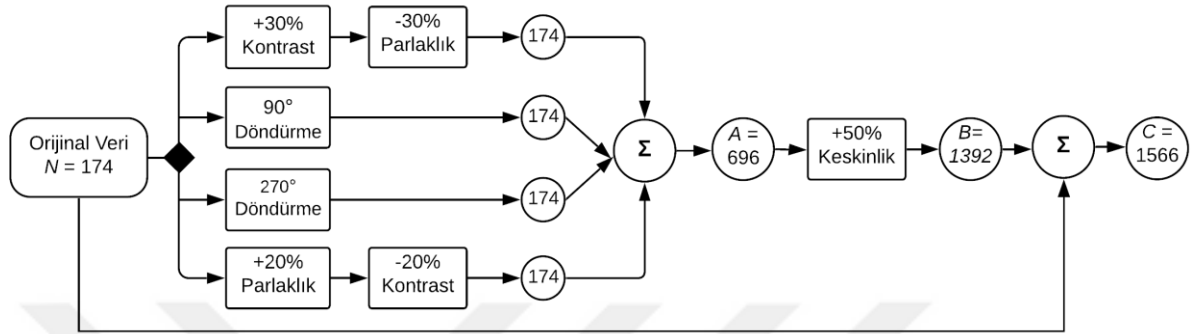 Orijinal Veri
N = 174
+30%
Kontrast
-30%
Parlaklık
174
90°
Döndürme
174
270°
Döndürme
174
+20%
Parlaklık
-20%
Kontrast
174
Σ
A =
696
+50%
Keskinlik
B=
1392
Σ
C =
1566